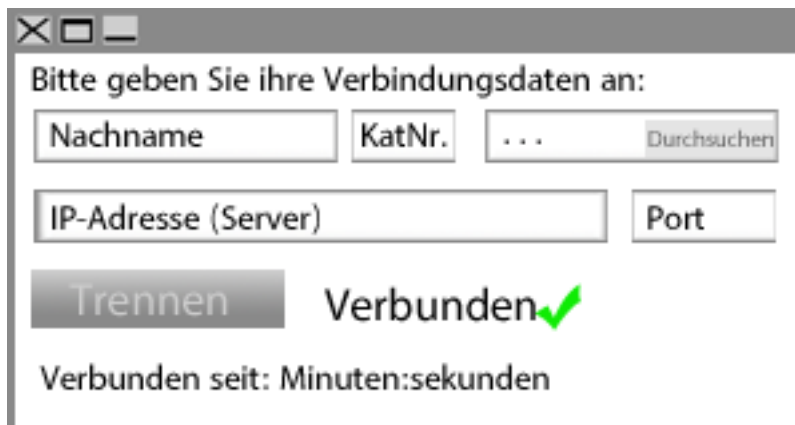 Bitte geben Sie ihre Verbindungsdaten an:
Nachname KatNr. ... Durchsuchen
IP-Adresse (Server) Port
Trennen Verbunden
Verbunden seit: Minuten:sekunden